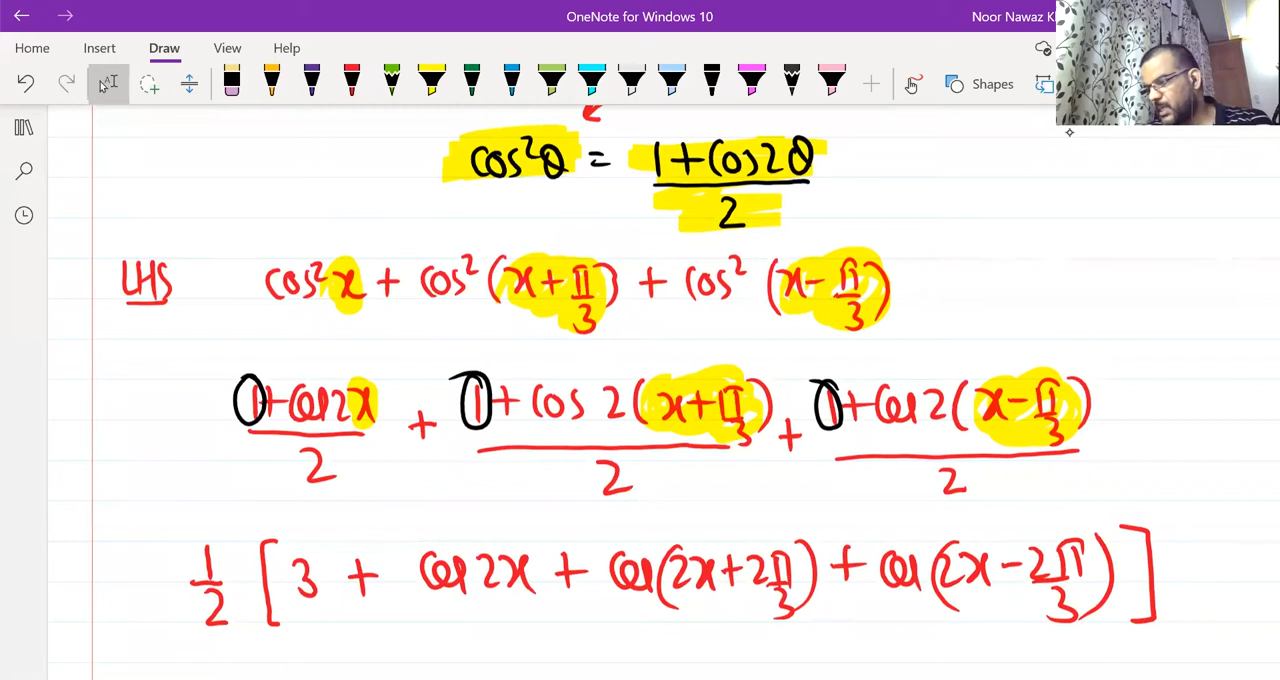 OneNote for Windows 10
Noor Nawaz K
Home Insert Draw View Help
Shapes
cos²θ = (1+Cos2θ)/2
LHS cos²x + cos²(x+π/3) + cos²(x-π/3)
(1+cos2x)/2 + (1+cos2(x+π/3))/2 + (1+cos2(x-π/3))/2
1/2 [3 + cos2x + cos(2x+2π/3) + cos(2x-2π/3)]